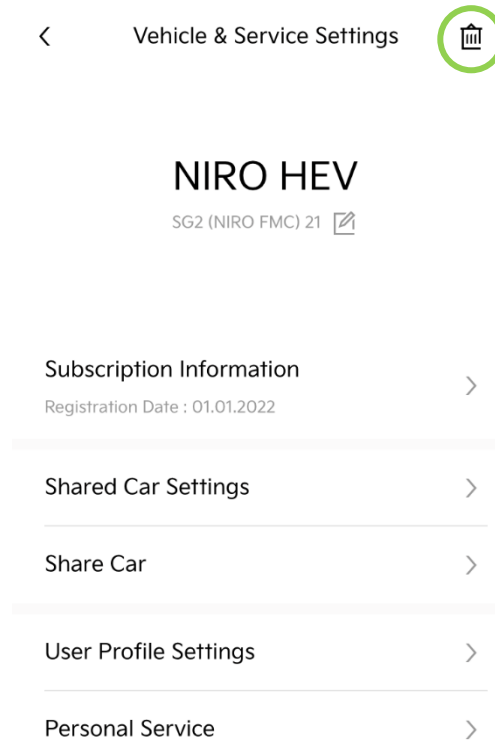 Vehicle & Service Settings
NIRO HEV
SG2 (NIRO FMC) 21
Subscription Information
Registration Date : 01.01.2022
Shared Car Settings
Share Car
User Profile Settings
Personal Service